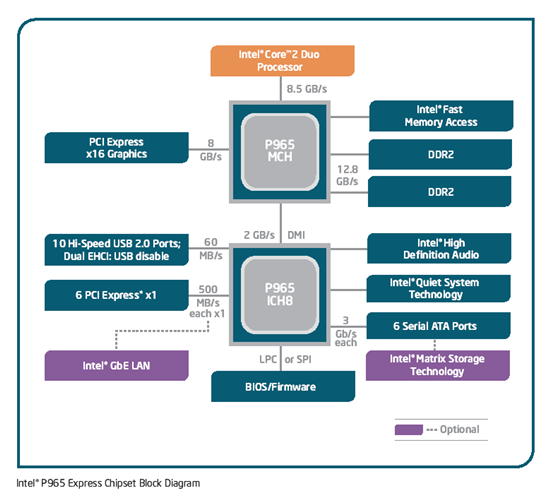 Intel® Core™2 Duo
Processor
8.5 GB/s
P965
MCH
Intel® Fast
Memory Access
PCI Express
x16 Graphics
8
GB/s
DDR2
12.8
GB/s
DDR2
2 GB/s
DMI
10 Hi-Speed USB 2.0 Ports;
Dual EHCI: USB disable
60
MB/s
P965
ICH8
Intel® High
Definition Audio
6 PCI Express* x1
500
MB/s
each x1
Intel® Quiet System
Technology
3
Gb/s
each
6 Serial ATA Ports
Intel® GbE LAN
LPC or SPI
Intel® Matrix Storage
Technology
BIOS/Firmware
Optional
Intel® P965 Express Chipset Block Diagram